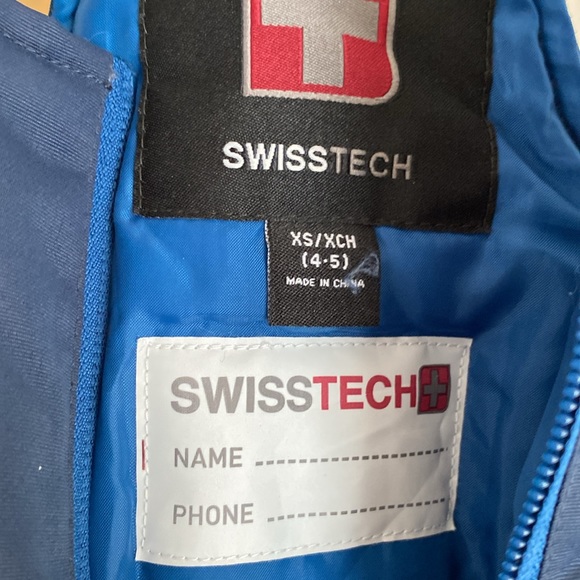 SWISSTECH
XS/XCH
(4-5)
MADE IN CHINA
SWISSTECH
NAME
PHONE